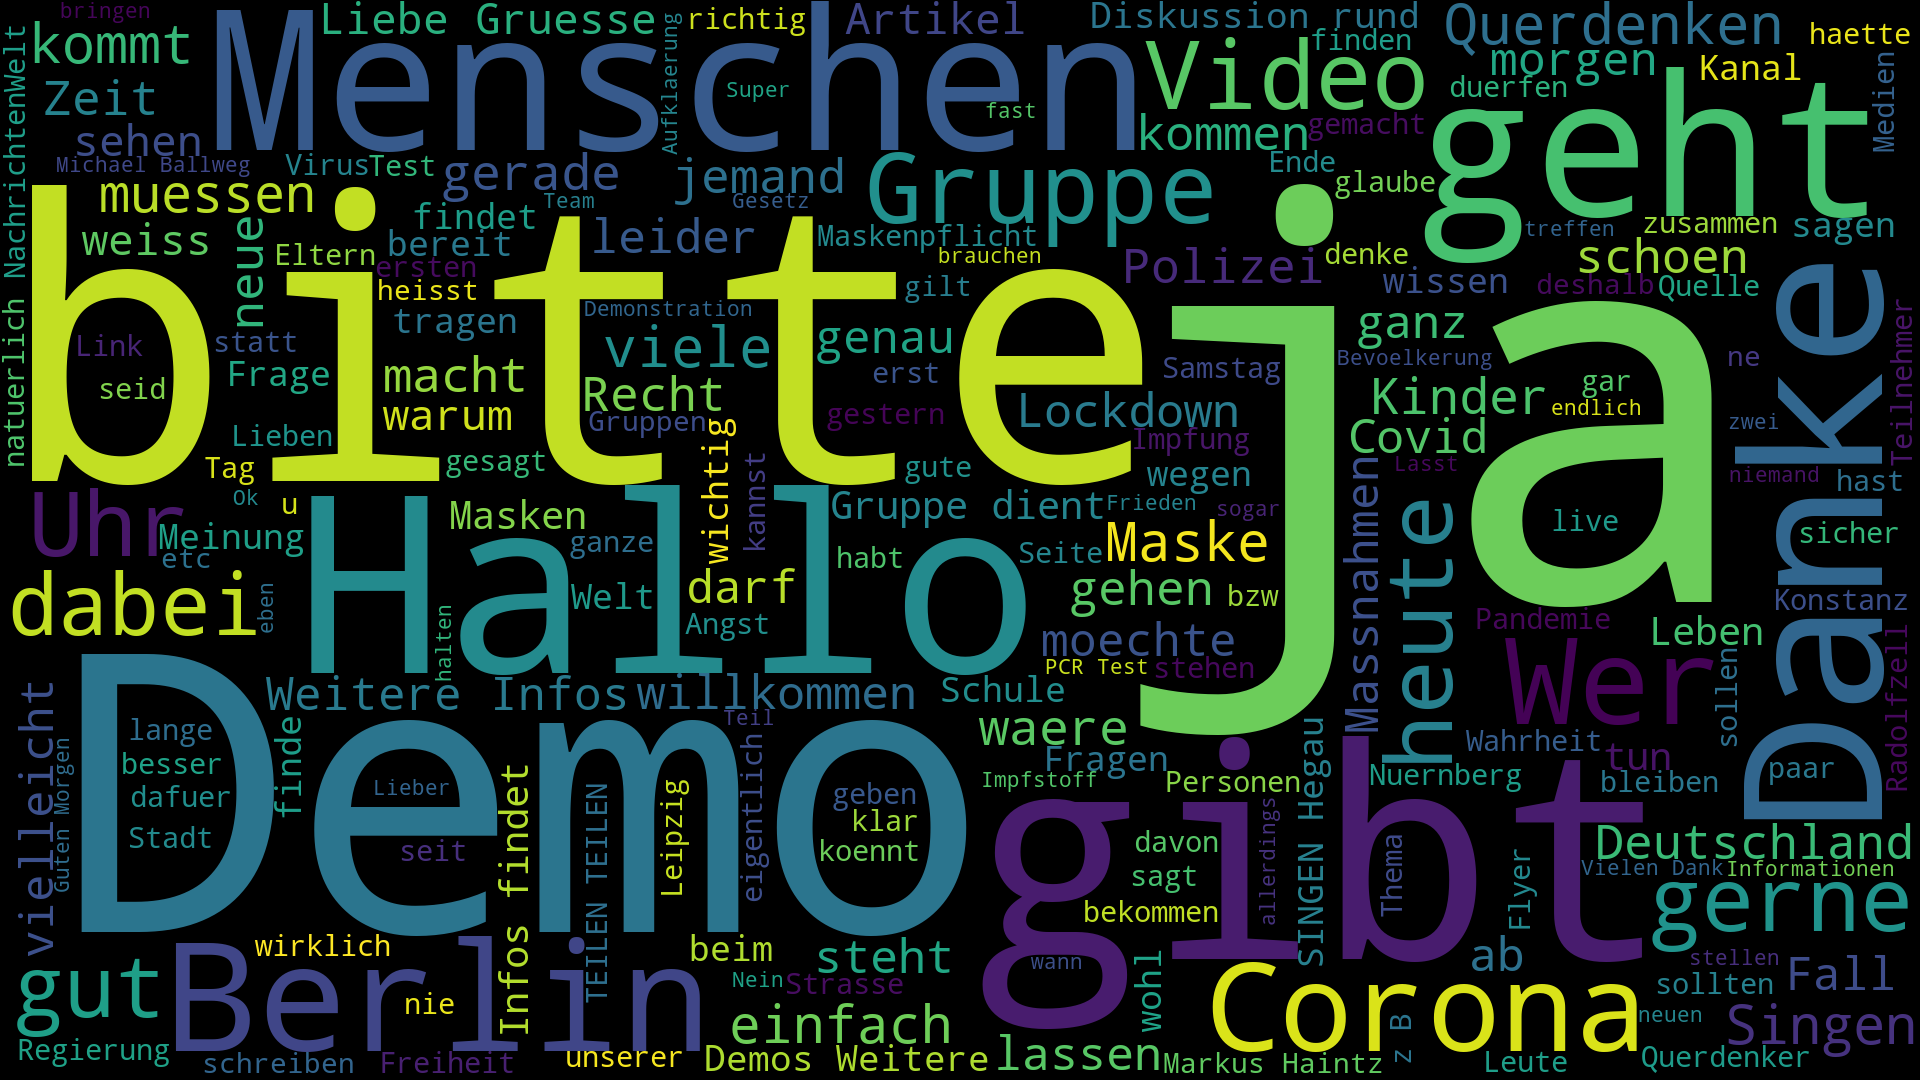 bringen
Liebe Gruesse
richtig
Artikel
Diskussion rund
Querdenken
haette
kommt
Menschen
Aufklaerung
Video
finden
morgen
Kanal
Zeit
Super
fast
duerfen
geht
Medien
sehen
kommen
gemacht
Michael Ballweg
Virus
Test
gerade
jemand
Gruppe
Ende
glaube
muessen
findet
Team
Gesetz
treffen
zusammen
sagen
weiss
neue
Eltern
bereit
leider
Maskenpflicht
brauchen
denke
schoen
ersten
heisst
Polizei
wissen
deshalb
Quelle
natuerlich NachrichtenWelt
bitte
ja
Danke
tragen
Demonstration
gilt
Link
statt
viele
genau
ganz
Teilnehmer
seid
Frage
macht
erst
Samstag
Bevoelkerung
ne
warum
Recht
Gruppen
gestern
Lockdown
Kinder
gar
endlich
Lieben
gesagt
wichtig
Impfung
Covid
zwei
Tag
gute
wegen
Lasst
niemand
hast
Uhr
Ok
u
Hallo
Masken
kannst
Gruppe dient
Frieden
sogar
Massnahmen
heute
live
sicher
Meinung
etc
ganze
habt
Seite
Maske
dabei
eben
Welt
darf
gehen
bzw
Konstanz
Angst
halten
moechte
Pandemie
Leben
Radolfzell
PCR Test
stehen
Wer
vielleicht
Demo
Weitere Infos
willkommen
Schule
sollen
lange
finde
Teil
waere
Fragen
Wahrheit
tun
besser
Guten Morgen
Lieber
eigentlich
Impfstoff
Personen
SINGEN Hegau
Nuernberg
bleiben
paar
dafuer
Infos findet
TEILEN TEILEN
Leipzig
geben
gibt
allerdings
Stadt
seit
klar
koennt
davon
Thema
Flyer
Deutschland
sagt
Vielen Dank
Informationen
bekommen
gerne
gut
Berlin
wirklich
beim
steht
wann
wohl
ab
stellen
nie
Nein
Strasse
Corona
z B
sollten
Fall
einfach
neuen
Singen
Regierung
schreiben
Freiheit
unserer
Demos Weitere
lassen
Markus Haintz
Leute
Querdenker